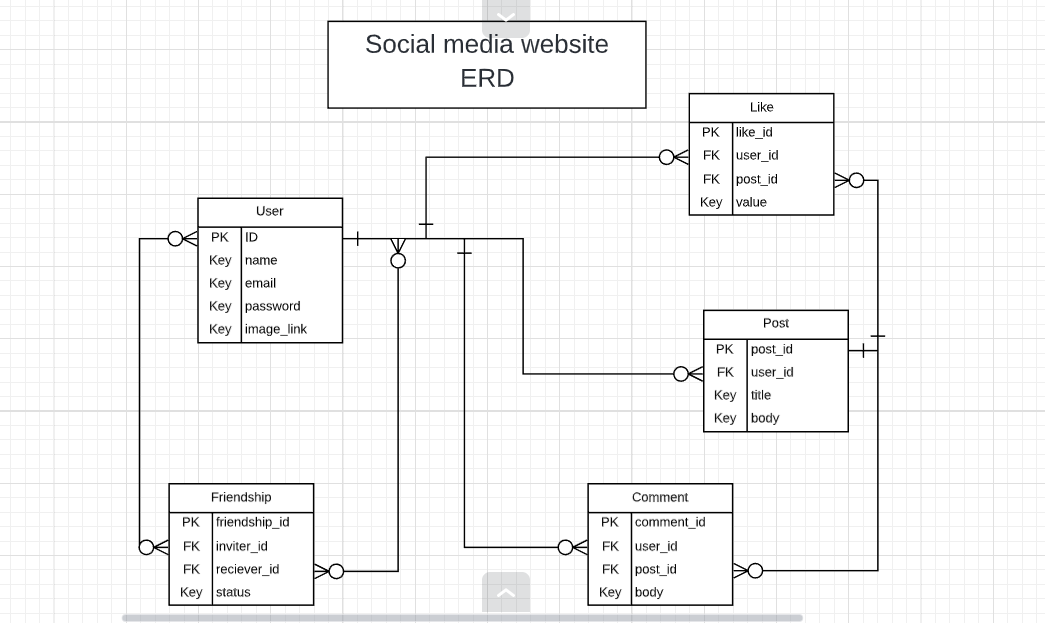 Social media website
ERD
Like
PK like_id
FK user_id
FK post_id
Key value
User
PK ID
Key name
Key email
Key password
Key image_link
Post
PK post_id
FK user_id
Key title
Key body
Friendship
PK friendship_id
FK inviter_id
FK reciever_id
Key status
Comment
PK comment_id
FK user_id
FK post_id
Key body